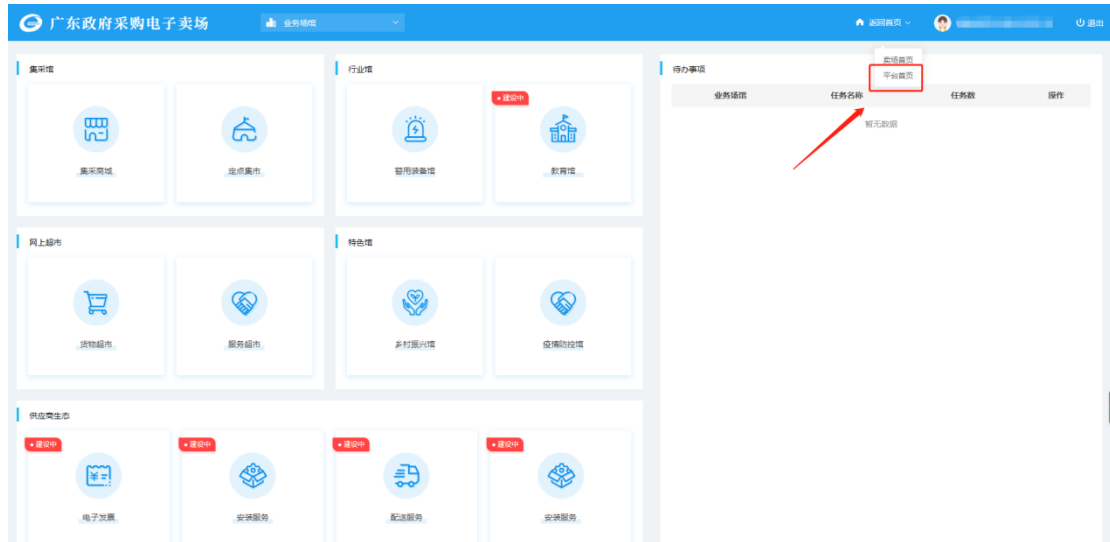 广东政府采购电子卖场
业务场馆
返回首页
退出
卖场首页
平台首页
集采馆
集采商城
定点集市
行业馆
警用装备馆
• 建设中
教育馆
待办事项
业务场馆 任务名称 任务数 操作
暂无数据
网上超市
货物超市
服务超市
特色馆
乡村振兴馆
疫情防控馆
供应商生态
• 建设中
电子发票
• 建设中
安装服务
• 建设中
配送服务
• 建设中
安装服务